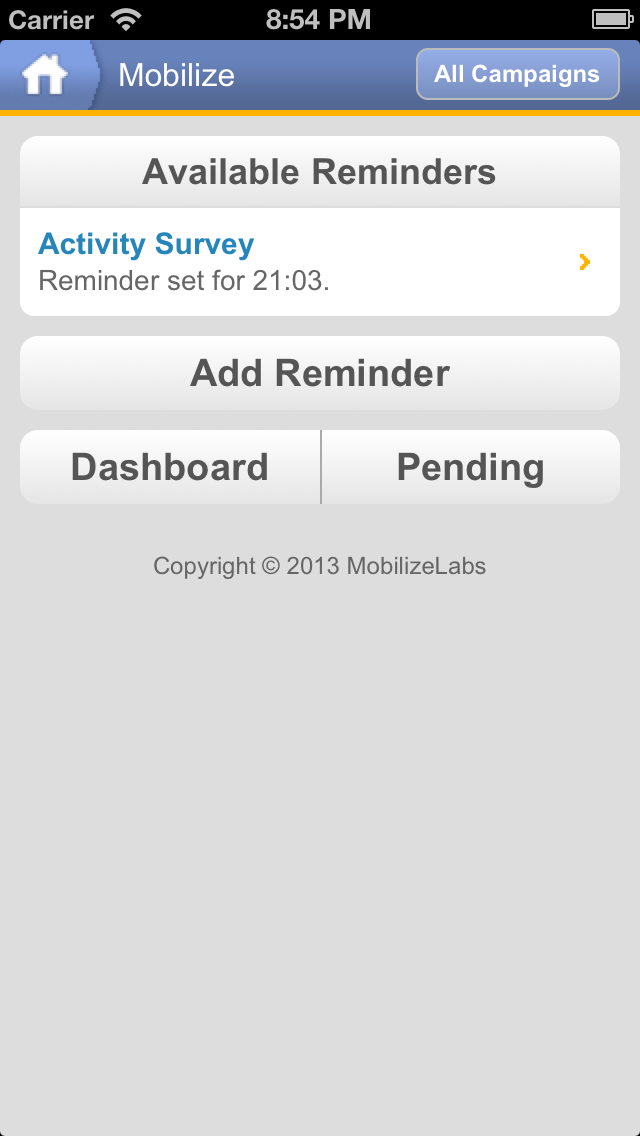 Carrier 8:54 PM
Mobilize All Campaigns
Available Reminders
Activity Survey
Reminder set for 21:03.
Add Reminder
Dashboard Pending
Copyright © 2013 MobilizeLabs